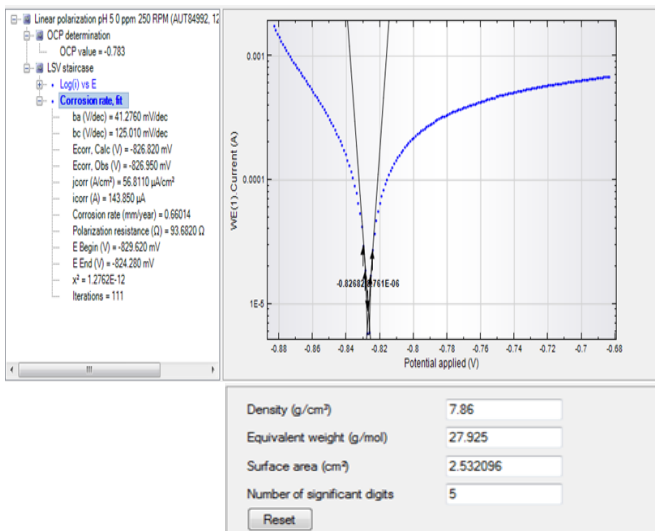 Linear polarization pH 5 0 ppm 250 RPM (AUT84992, 12
OCP determination
OCP value = -0.783
LSV staircase
Log(i) vs E
Corrosion rate, fit
ba (V/dec) = 41.2760 mV/dec
bc (V/dec) = 125.010 mV/dec
Ecorr, Calc (V) = -826.820 mV
Ecorr, Obs (V) = -826.950 mV
jcorr (A/cm²) = 56.8110 µA/cm²
icorr (A) = 143.850 µA
Corrosion rate (mm/year) = 0.66014
Polarization resistance (Ω) = 93.6820 Ω
E Begin (V) = -829.620 mV
E End (V) = -824.280 mV
x² = 1.2762E-12
Iterations = 111
WE(1).Current (A)
0.001
0.0001
1E-5
-0.88
-0.86
-0.84
-0.82
-0.8
-0.78
-0.76
-0.74
-0.72
-0.7
-0.68
Potential applied (V)
Density (g/cm³)
7.86
Equivalent weight (g/mol)
27.925
Surface area (cm²)
2.532096
Number of significant digits
5
Reset